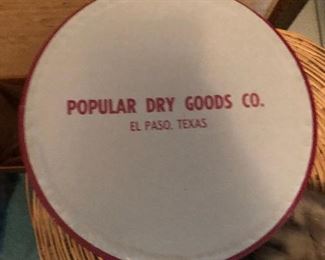 POPULAR DRY GOODS CO.
EL PASO, TEXAS